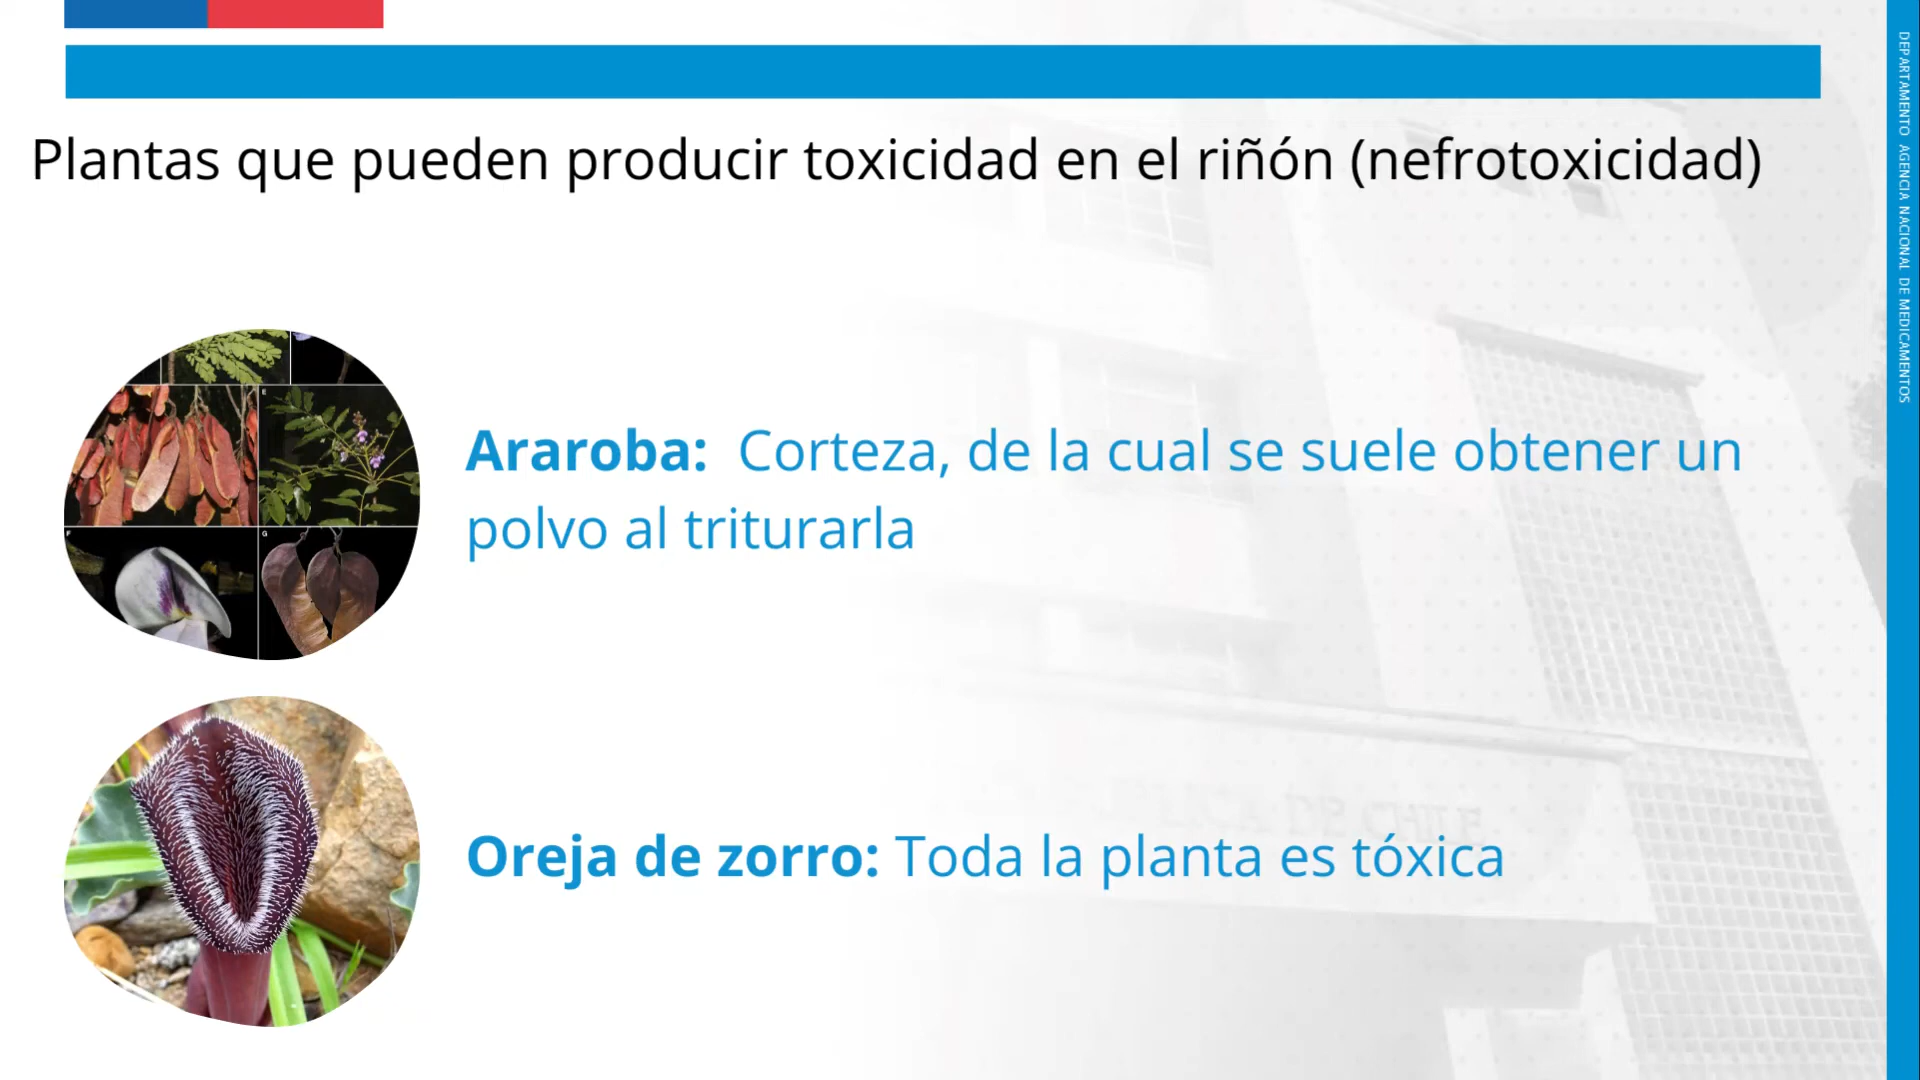 Plantas que pueden producir toxicidad en el riñón (nefrotoxicidad)
Araroba: Corteza, de la cual se suele obtener un
polvo al triturarla
Oreja de zorro: Toda la planta es tóxica
DEPARTAMENTO AGENCIA NACIONAL DE MEDICAMENTOS
E
F
G